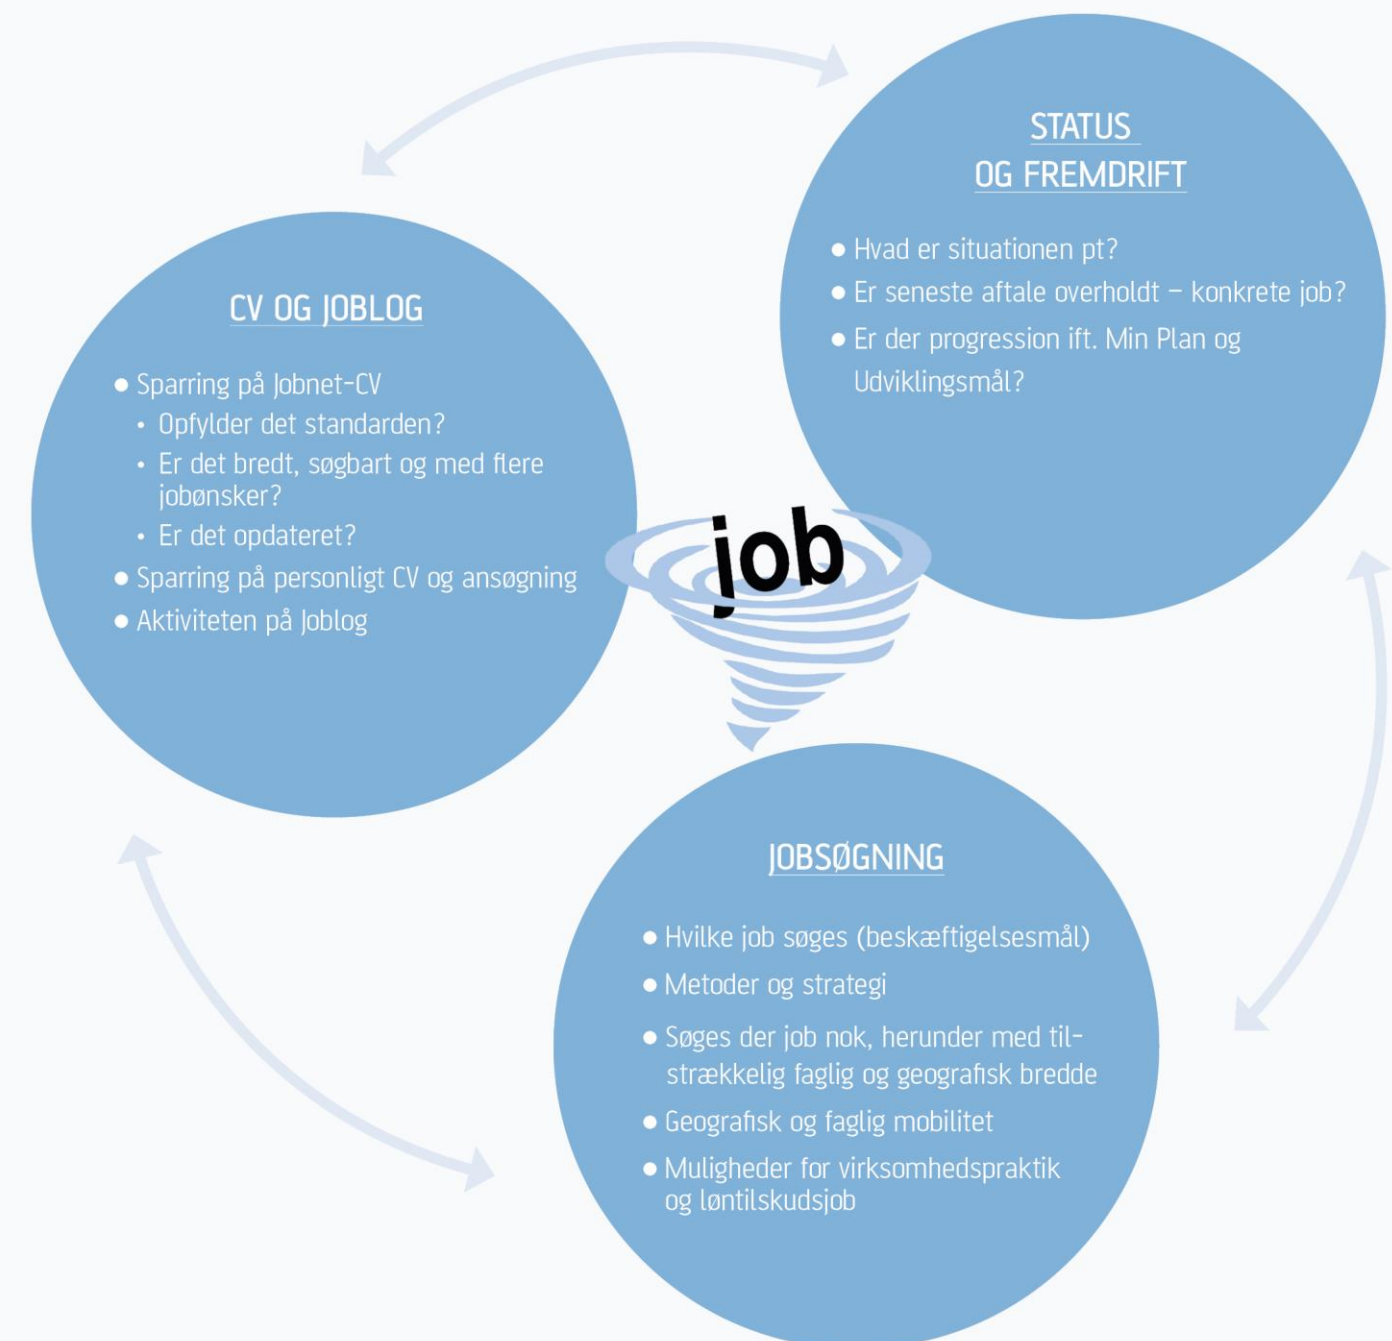 STATUS
OG FREMDRIFT
● Hvad er situationen pt?
● Er seneste aftale overholdt – konkrete job?
● Er der progression ift. Min Plan og
Udviklingsmål?
CV OG JOBLOG
● Sparring på Jobnet-CV
• Opfylder det standarden?
• Er det bredt, søgbart og med flere
jobønsker?
• Er det opdateret?
● Sparring på personligt CV og ansøgning
● Aktiviteten på Joblog
job
JOBSØGNING
● Hvilke job søges (beskæftigelsesmål)
● Metoder og strategi
● Søges der job nok, herunder med til-
strækkelig faglig og geografisk bredde
● Geografisk og faglig mobilitet
● Muligheder for virksomhedspraktik
og løntilskudsjob